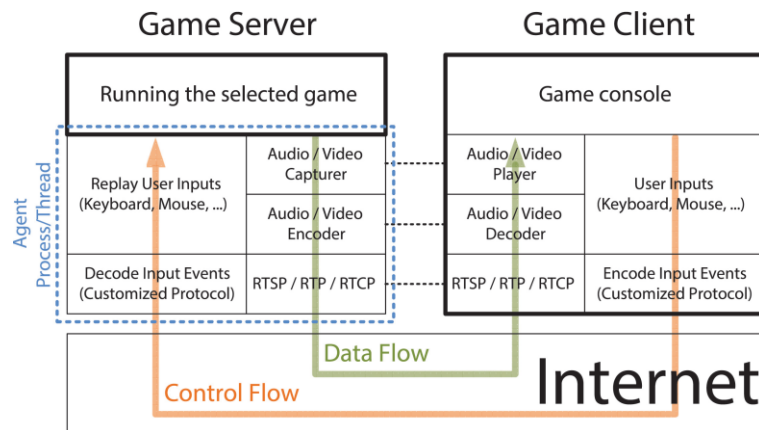 Game Server
Game Client
Running the selected game
Game console
Agent
Process/Thread
Replay User Inputs
(Keyboard, Mouse, ...)
Audio / Video
Capturer
Audio / Video
Encoder
Decode Input Events
(Customized Protocol)
RTSP / RTP / RTCP
Audio / Video
Player
Audio / Video
Decoder
RTSP / RTP / RTCP
User Inputs
(Keyboard, Mouse, ...)
Encode Input Events
(Customized Protocol)
Data Flow
Control Flow
Internet